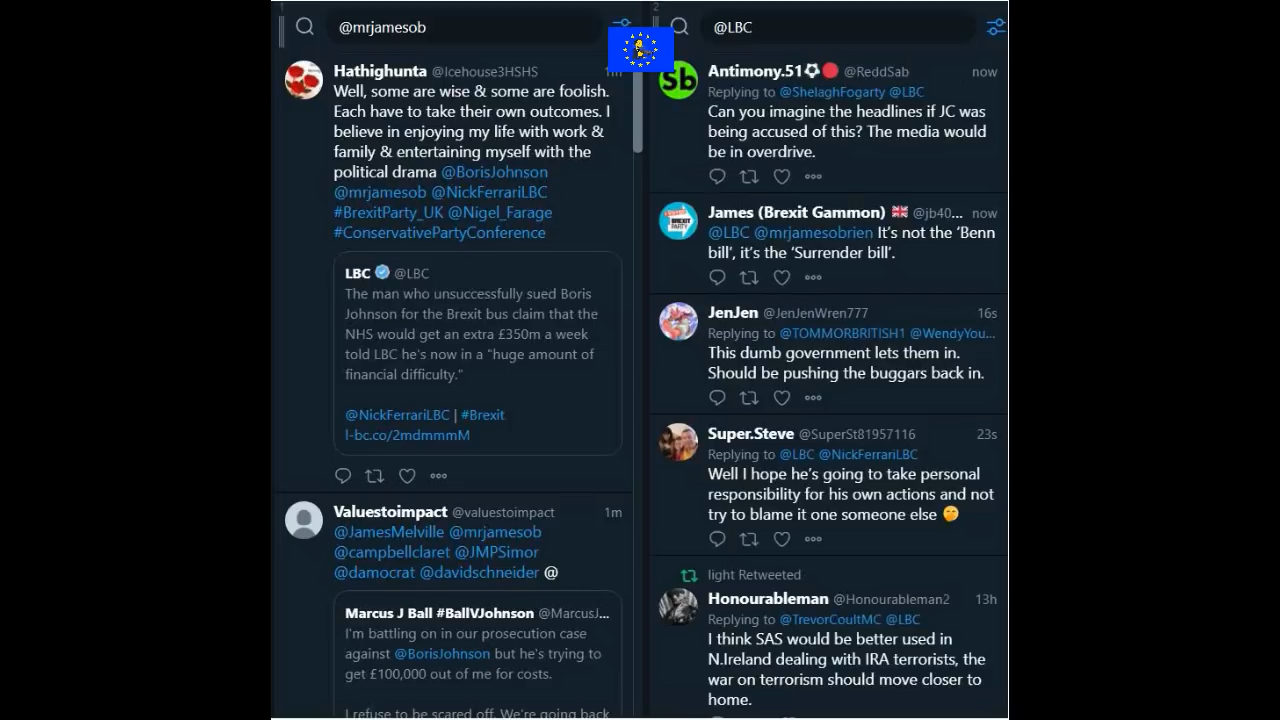 1
@mrjamesob
Hathighunta @Icehouse3HSHS 1m
Well, some are wise & some are foolish.
Each have to take their own outcomes. I
believe in enjoying my life with work &
family & entertaining myself with the
political drama @BorisJohnson
@mrjamesob @NickFerrariLBC
#BrexitParty_UK @Nigel_Farage
#ConservativePartyConference
LBC @LBC
The man who unsuccessfully sued Boris
Johnson for the Brexit bus claim that the
NHS would get an extra £350m a week
told LBC he's now in a "huge amount of
financial difficulty."
@NickFerrariLBC | #Brexit
l-bc.co/2mdmmmM
Valuestoimpact @valuestoimpact 1m
@JamesMelville @mrjamesob
@campbellclaret @JMPSimor
@damocrat @davidschneider @
Marcus J Ball #BallVJohnson @MarcusJ...
I'm battling on in our prosecution case
against @BorisJohnson but he's trying to
get £100,000 out of me for costs.
I refuse to be scared off. We're going back
2
@LBC
sb
Antimony.51⚽🔴 @ReddSab now
Replying to @ShelaghFogarty @LBC
Can you imagine the headlines if JC was
being accused of this? The media would
be in overdrive.
BREXIT
PARTY
James (Brexit Gammon) 🇬🇧 @jb40... now
@LBC @mrjamesobrien It's not the 'Benn
bill', it's the 'Surrender bill'.
JenJen @JenJenWren777 16s
Replying to @TOMMORBRITISH1 @WendyYou...
This dumb government lets them in.
Should be pushing the buggars back in.
Super.Steve @SuperSt81957116 23s
Replying to @LBC @NickFerrariLBC
Well I hope he's going to take personal
responsibility for his own actions and not
try to blame it one someone else 🤭
light Retweeted
Honourableman @Honourableman2 13h
Replying to @TrevorCoultMC @LBC
I think SAS would be better used in
N.Ireland dealing with IRA terrorists, the
war on terrorism should move closer to
home.